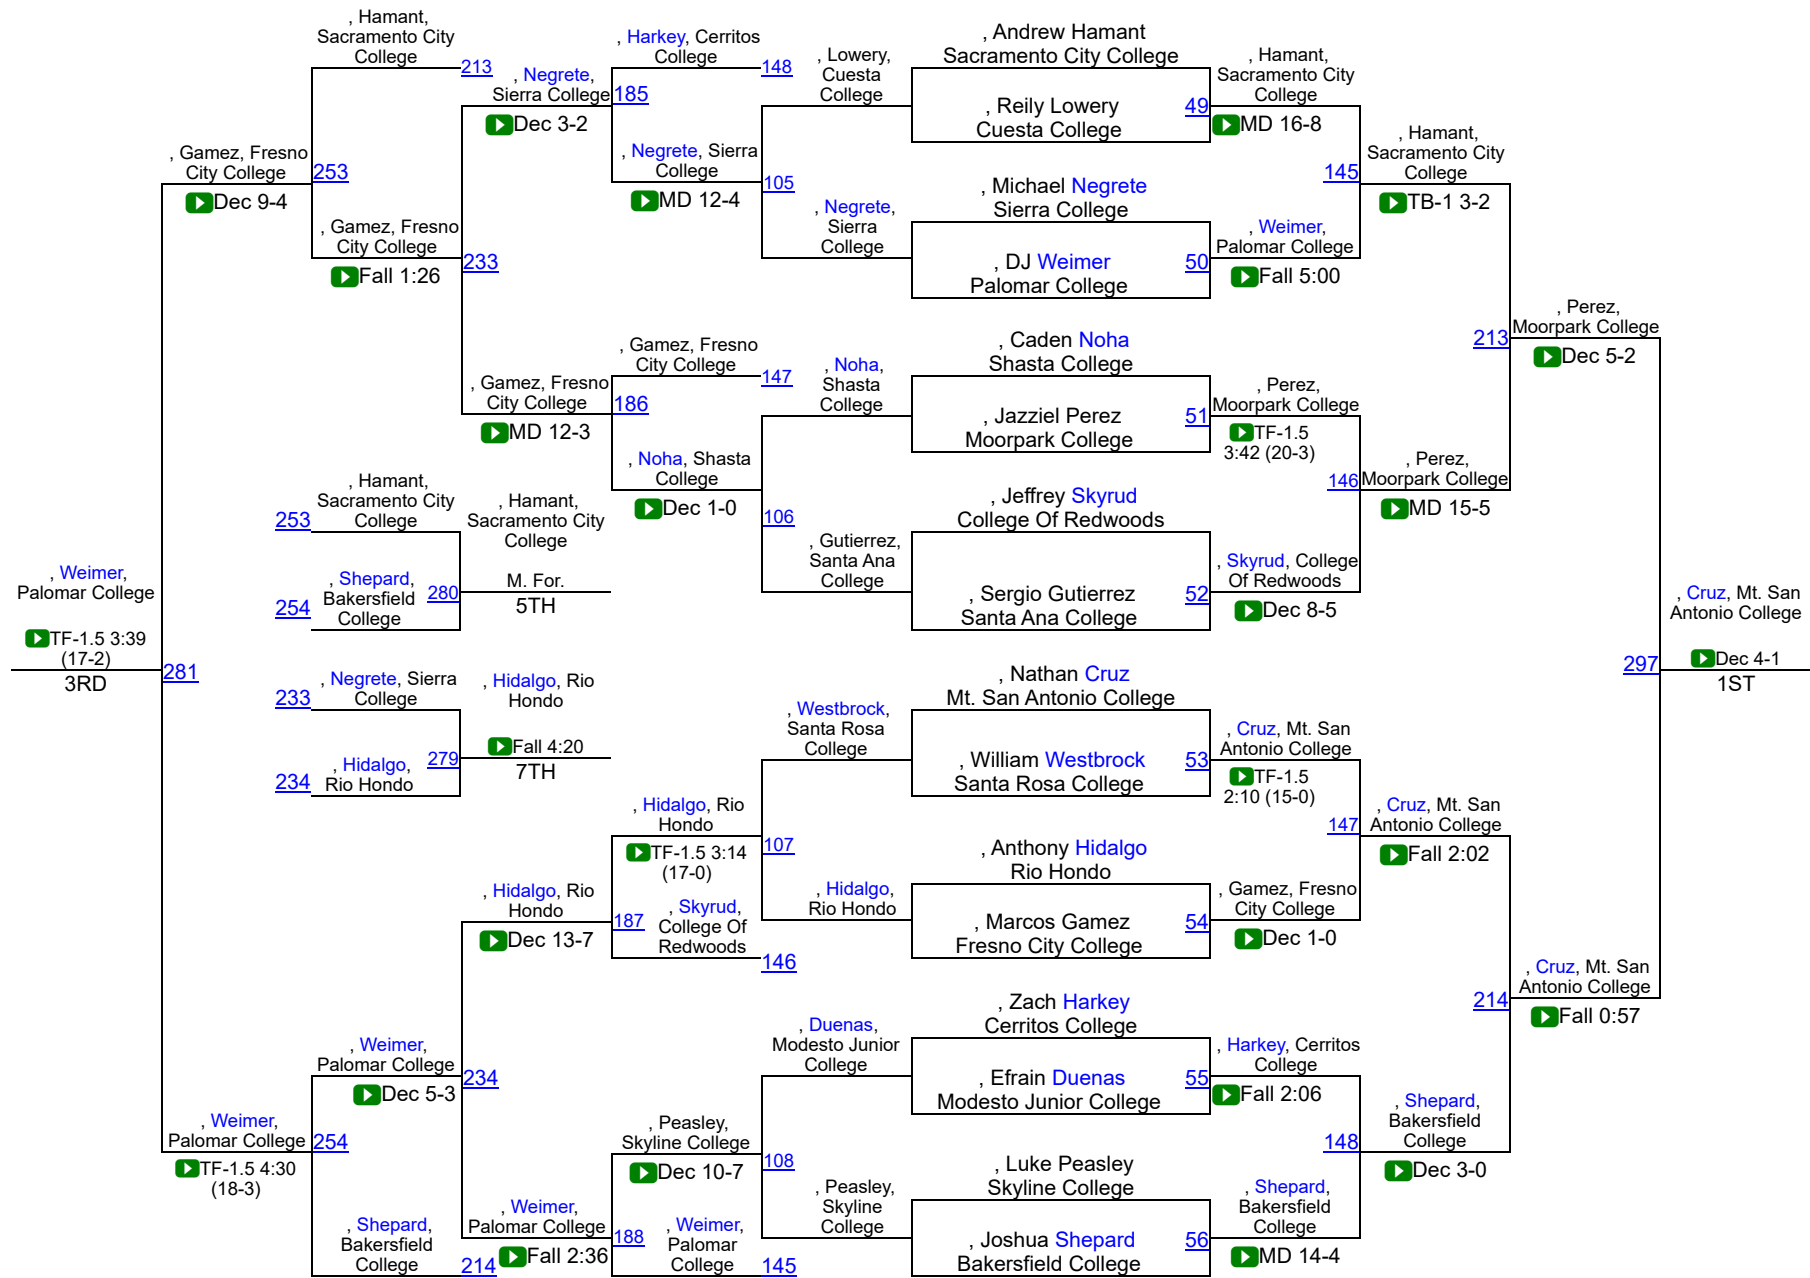 , Hamant,
Sacramento City
College
213
, Gamez, Fresno
City College
253
Dec 9-4
, Gamez, Fresno
City College
Fall 1:26
, Negrete,
Sierra College
Dec 3-2
233
, Gamez, Fresno
City College
MD 12-3
, Harkey, Cerritos
College
148
185
, Negrete, Sierra
College
MD 12-4
, Gamez, Fresno
City College
147
186
, Noha, Shasta
College
Dec 1-0
, Lowery,
Cuesta
College
105
, Negrete,
Sierra
College
, Noha,
Shasta
College
106
, Gutierrez,
Santa Ana
College
, Andrew Hamant
Sacramento City College
, Reily Lowery
Cuesta College
49
, Michael Negrete
Sierra College
, DJ Weimer
Palomar College
50
, Caden Noha
Shasta College
, Jazziel Perez
Moorpark College
51
, Jeffrey Skyrud
College Of Redwoods
, Sergio Gutierrez
Santa Ana College
52
, Hamant,
Sacramento City
College
MD 16-8
145
, Weimer,
Palomar College
Fall 5:00
, Perez,
Moorpark College
TF-1.5
3:42 (20-3)
146
, Skyrud, College
Of Redwoods
Dec 8-5
, Hamant,
Sacramento City
College
TB-1 3-2
213
, Perez,
Moorpark College
MD 15-5
, Perez,
Moorpark College
Dec 5-2
, Hamant,
Sacramento City
College
253
, Shepard,
Bakersfield
College
254
280
, Hamant,
Sacramento City
College
M. For.
5TH
, Weimer,
Palomar College
TF-1.5 3:39
(17-2)
3RD
281
, Negrete, Sierra
College
233
, Hidalgo,
Rio Hondo
234
279
, Hidalgo, Rio
Hondo
Fall 4:20
7TH
297
, Cruz, Mt. San
Antonio College
Dec 4-1
1ST
, Nathan Cruz
Mt. San Antonio College
, William Westbrock
Santa Rosa College
53
, Anthony Hidalgo
Rio Hondo
, Marcos Gamez
Fresno City College
54
, Zach Harkey
Cerritos College
, Efrain Duenas
Modesto Junior College
55
, Luke Peasley
Skyline College
, Joshua Shepard
Bakersfield College
56
, Westbrock,
Santa Rosa
College
107
, Hidalgo,
Rio Hondo
, Duenas,
Modesto Junior
College
108
, Peasley,
Skyline
College
, Hidalgo, Rio
Hondo
TF-1.5 3:14
(17-0)
187
, Skyrud,
College Of
Redwoods
146
, Peasley,
Skyline College
Dec 10-7
188
, Weimer,
Palomar
College
145
, Hidalgo, Rio
Hondo
Dec 13-7
234
, Weimer,
Palomar College
Fall 2:36
, Weimer,
Palomar College
Dec 5-3
254
, Shepard,
Bakersfield
College
214
, Weimer,
Palomar College
TF-1.5 4:30
(18-3)
, Cruz, Mt. San
Antonio College
TF-1.5
2:10 (15-0)
147
, Gamez, Fresno
City College
Dec 1-0
, Harkey, Cerritos
College
Fall 2:06
148
, Shepard,
Bakersfield
College
MD 14-4
, Cruz, Mt. San
Antonio College
Fall 2:02
214
, Shepard,
Bakersfield
College
Dec 3-0
, Cruz, Mt. San
Antonio College
Fall 0:57